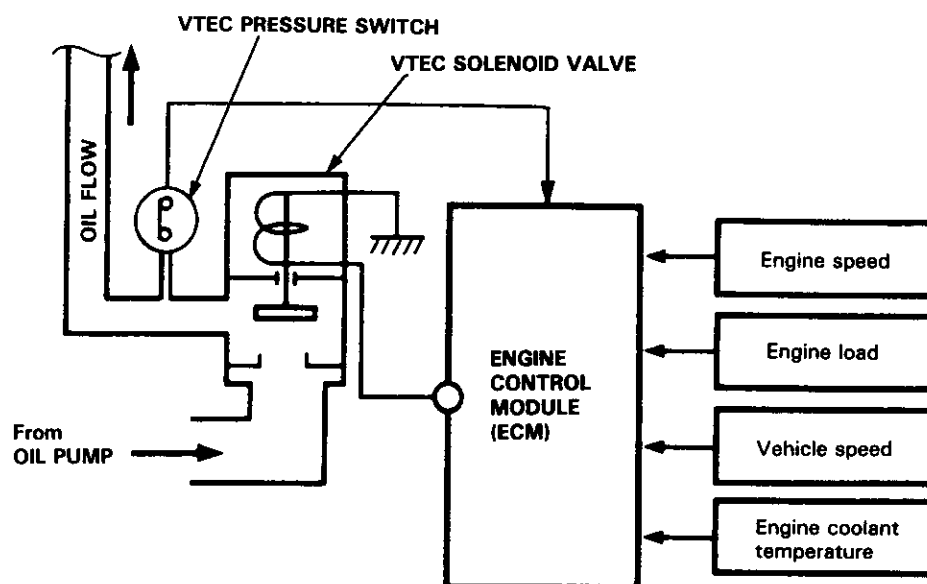 VTEC PRESSURE SWITCH
VTEC SOLENOID VALVE
OIL FLOW
From
OIL PUMP
ENGINE
CONTROL
MODULE
(ECM)
Engine speed
Engine load
Vehicle speed
Engine coolant
temperature